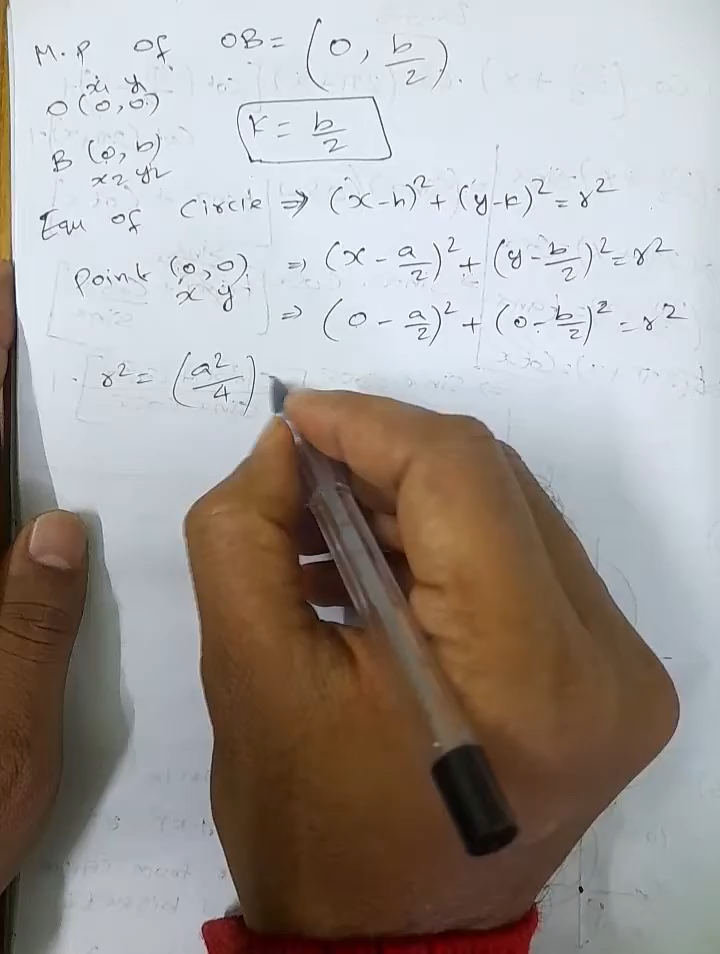 M.P of OB = (0, b/2).
x₁ y₁
O (0,0)
K = b/2
B (0, b)
x₂ y₂
Equ of Circle ⇒ (x-h)² + (y-k)² = r²
Point (0,0) ⇒ (x - a/2)² + (y - b/2)² = r²
x y
⇒ (0 - a/2)² + (0 - b/2)² = r²
r² = (a²/4)